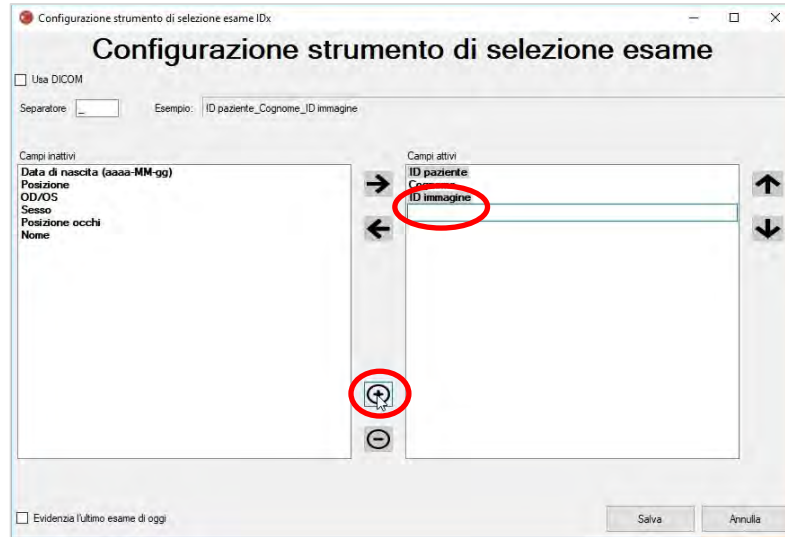 Configurazione strumento di selezione esame IDx
Configurazione strumento di selezione esame
Usa DICOM
Separatore _ Esempio: ID paziente_Cognome_ID immagine
Campi inattivi
Data di nascita (aaaa-MM-gg)
Posizione
OD/OS
Sesso
Posizione occhi
Nome
Campi attivi
ID paziente
Cognome
ID immagine
Evidenzia l'ultimo esame di oggi
Salva
Annulla